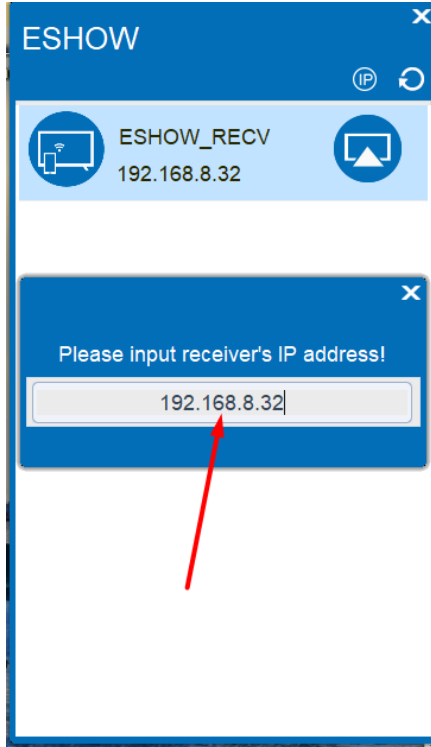 ESHOW
IP
ESHOW_RECV
192.168.8.32
Please input receiver's IP address!
192.168.8.32